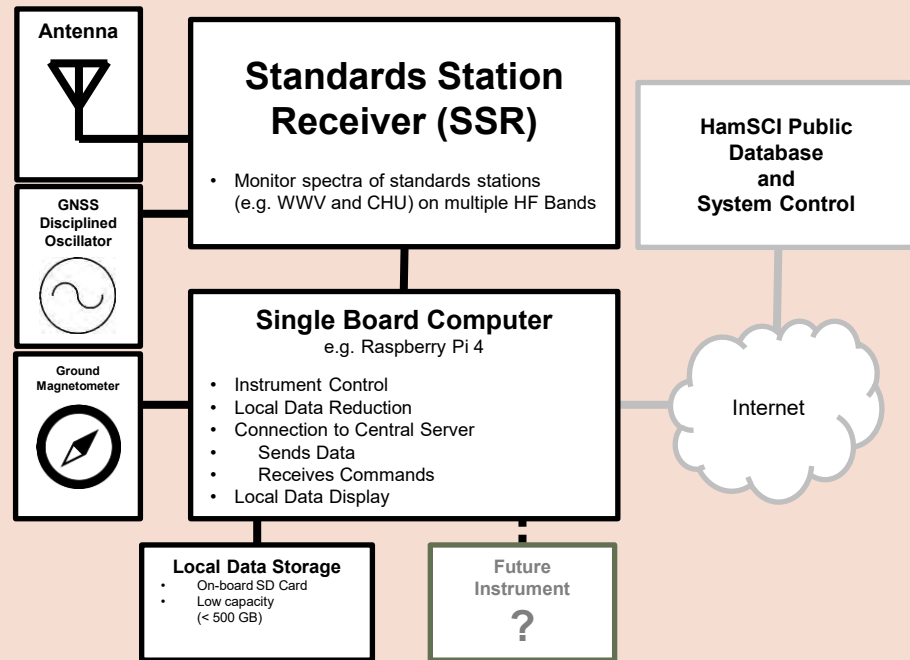 Antenna
Standards Station
Receiver (SSR)
• Monitor spectra of standards stations
(e.g. WWV and CHU) on multiple HF Bands
HamSCI Public
Database
and
System Control
GNSS
Disciplined
Oscillator
Single Board Computer
e.g. Raspberry Pi 4
• Instrument Control
• Local Data Reduction
• Connection to Central Server
• Sends Data
• Receives Commands
• Local Data Display
Ground
Magnetometer
Internet
Local Data Storage
• On-board SD Card
• Low capacity
(< 500 GB)
Future
Instrument
?